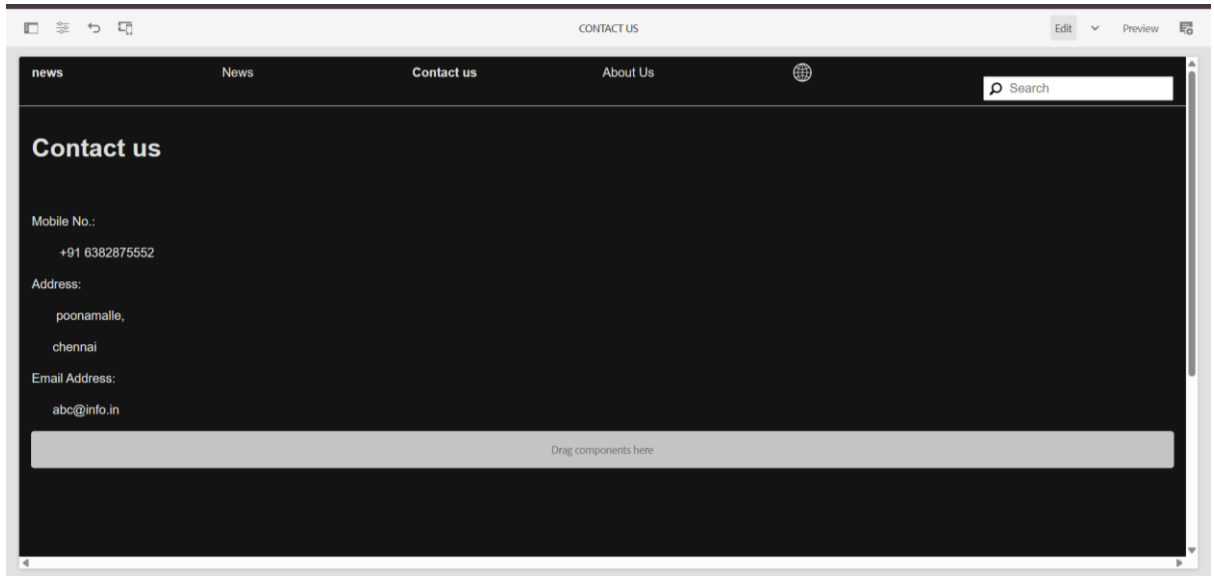 CONTACT US
Edit
Preview
news News Contact us About Us
Search
Contact us
Mobile No.:
+91 6382875552
Address:
poonamalle,
chennai
Email Address:
abc@info.in
Drag components here